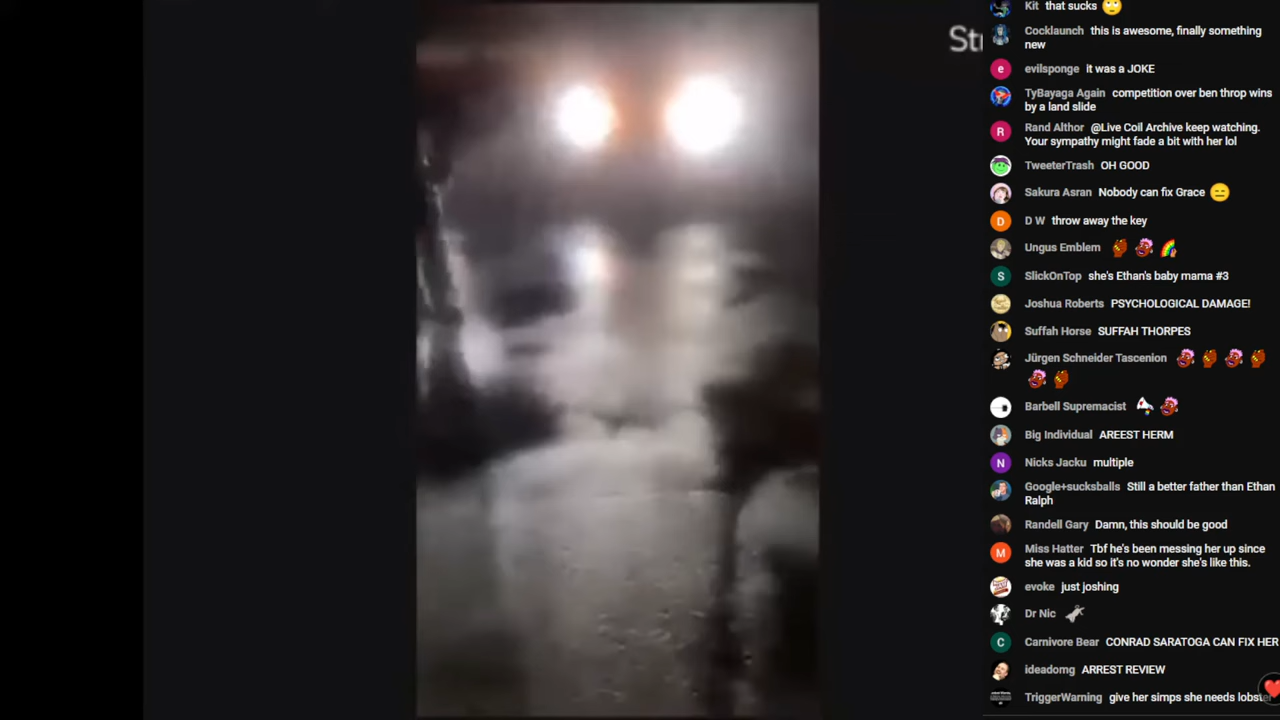 Kit that sucks
Str
Cocklaunch this is awesome, finally something
new
evilsponge it was a JOKE
TyBayaga Again competition over ben throp wins
by a land slide
Rand Althor @Live Coil Archive keep watching.
Your sympathy might fade a bit with her lol
TweeterTrash OH GOOD
Sakura Asran Nobody can fix Grace
D W throw away the key
Ungus Emblem
SlickOnTop she's Ethan's baby mama #3
Joshua Roberts PSYCHOLOGICAL DAMAGE!
Suffah Horse SUFFAH THORPES
Jürgen Schneider Tascenion
Barbell Supremacist
Big Individual AREEST HERM
Nicks Jacku multiple
Google+sucksballs Still a better father than Ethan
Ralph
Randell Gary Damn, this should be good
Miss Hatter Tbf he's been messing her up since
she was a kid so it's no wonder she's like this.
evoke just joshing
Dr Nic
Carnivore Bear CONRAD SARATOGA CAN FIX HER
ideadomg ARREST REVIEW
TriggerWarning give her simps she needs lobste